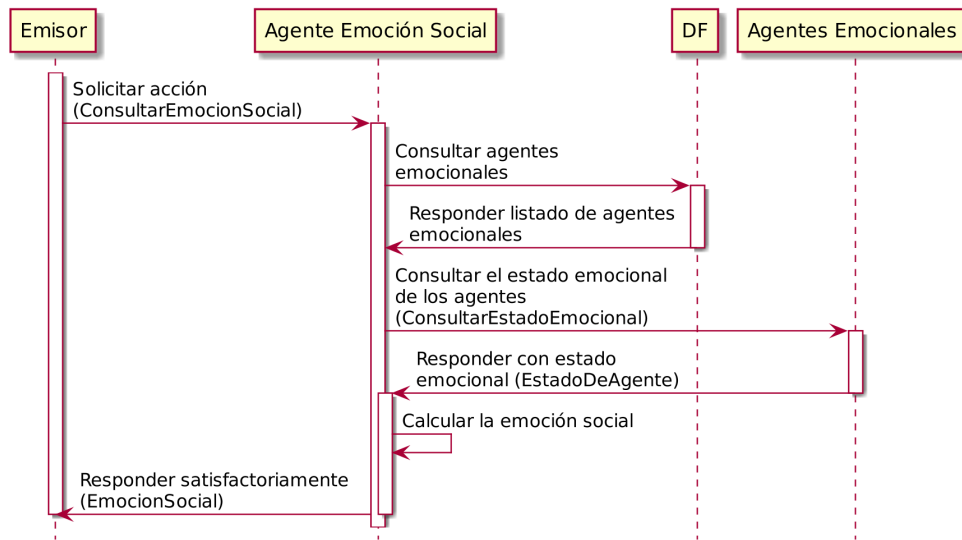 Emisor
Agente Emoción Social
DF
Agentes Emocionales
Solicitar acción
(ConsultarEmocionSocial)
Consultar agentes
emocionales
Responder listado de agentes
emocionales
Consultar el estado emocional
de los agentes
(ConsultarEstadoEmocional)
Responder con estado
emocional (EstadoDeAgente)
Calcular la emoción social
Responder satisfactoriamente
(EmocionSocial)